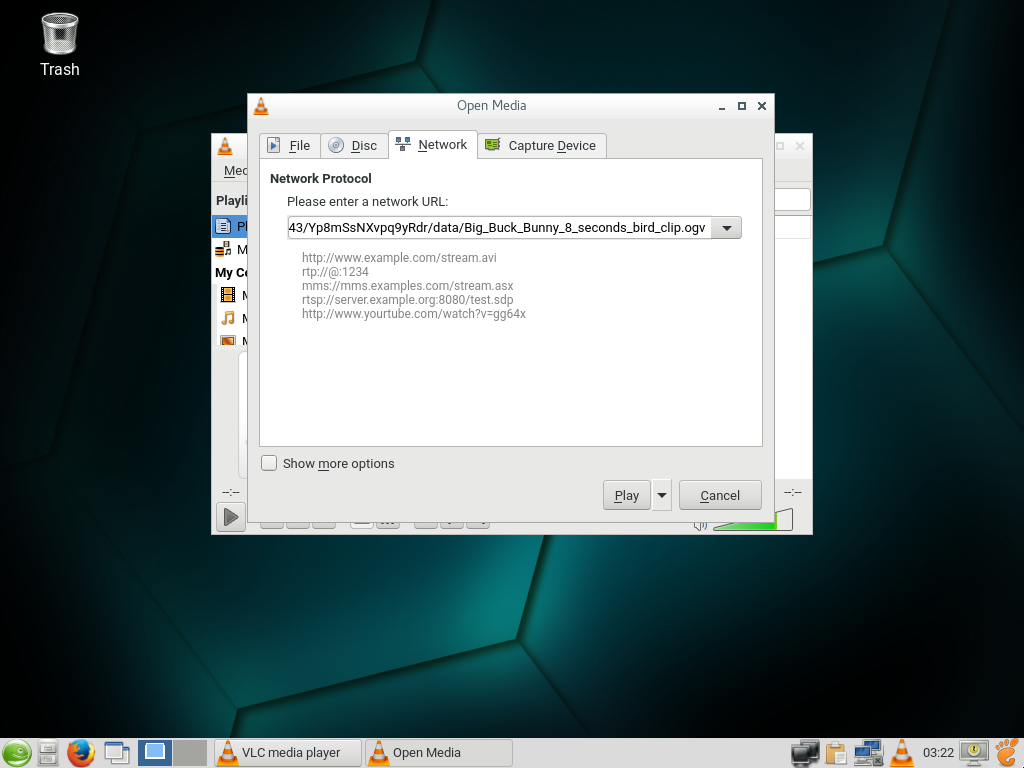 Trash
Open Media
File
Disc
Network
Capture Device
Med
Playli
Network Protocol
Please enter a network URL:
43/Yp8mSsNXvpq9yRdr/data/Big_Buck_Bunny_8_seconds_bird_clip.ogv
My Co
http://www.example.com/stream.avi
rtp://@:1234
mms://mms.examples.com/stream.asx
rtsp://server.example.org:8080/test.sdp
http://www.yourtube.com/watch?v=gg64x
Show more options
--:--
Play
Cancel
--:--
VLC media player
Open Media
03:22